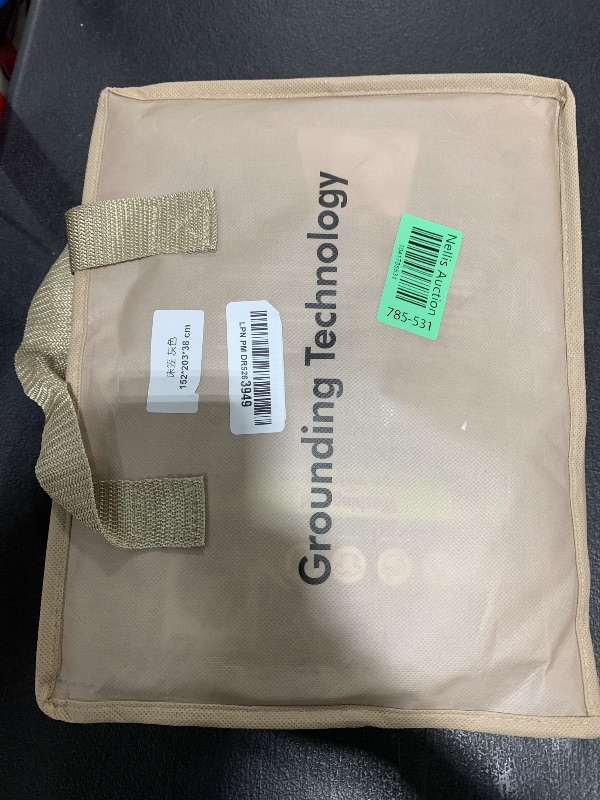 Grounding Technology
Nellis Auction
785-531
床笠 灰色
152*203*38 cm
LPN PM DR5263949